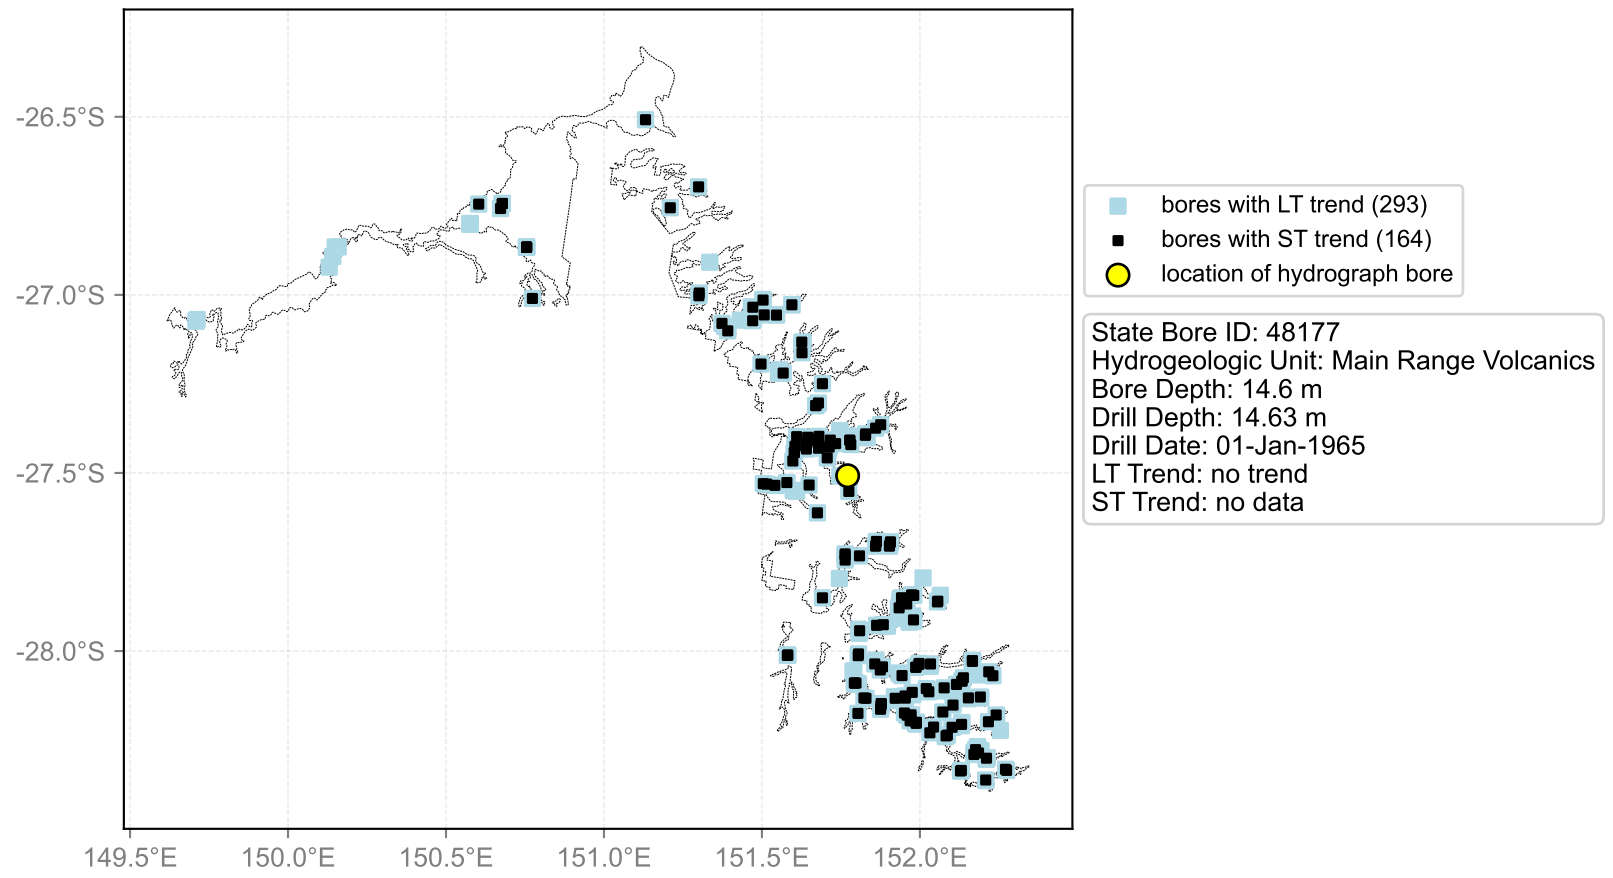 -26.5°S
-27.0°S
-27.5°S
-28.0°S
149.5°E
150.0°E
150.5°E
151.0°E
151.5°E
152.0°E
bores with LT trend (293)
bores with ST trend (164)
location of hydrograph bore
State Bore ID: 48177
Hydrogeologic Unit: Main Range Volcanics
Bore Depth: 14.6 m
Drill Depth: 14.63 m
Drill Date: 01-Jan-1965
LT Trend: no trend
ST Trend: no data